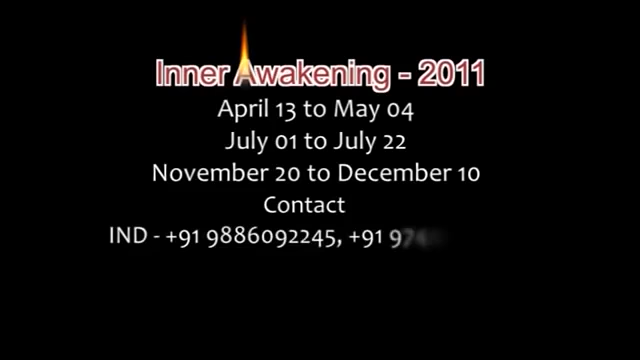 Inner Awakening - 2011
April 13 to May 04
July 01 to July 22
November 20 to December 10
Contact
IND - +91 9886092245, +91